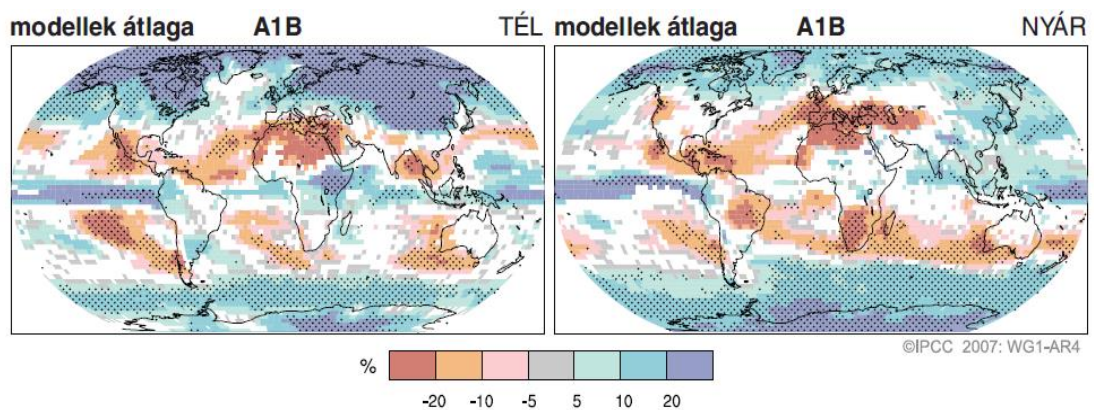 modellek átlaga A1B TÉL
modellek átlaga A1B NYÁR
©IPCC 2007: WG1-AR4
%
-20 -10 -5 5 10 20